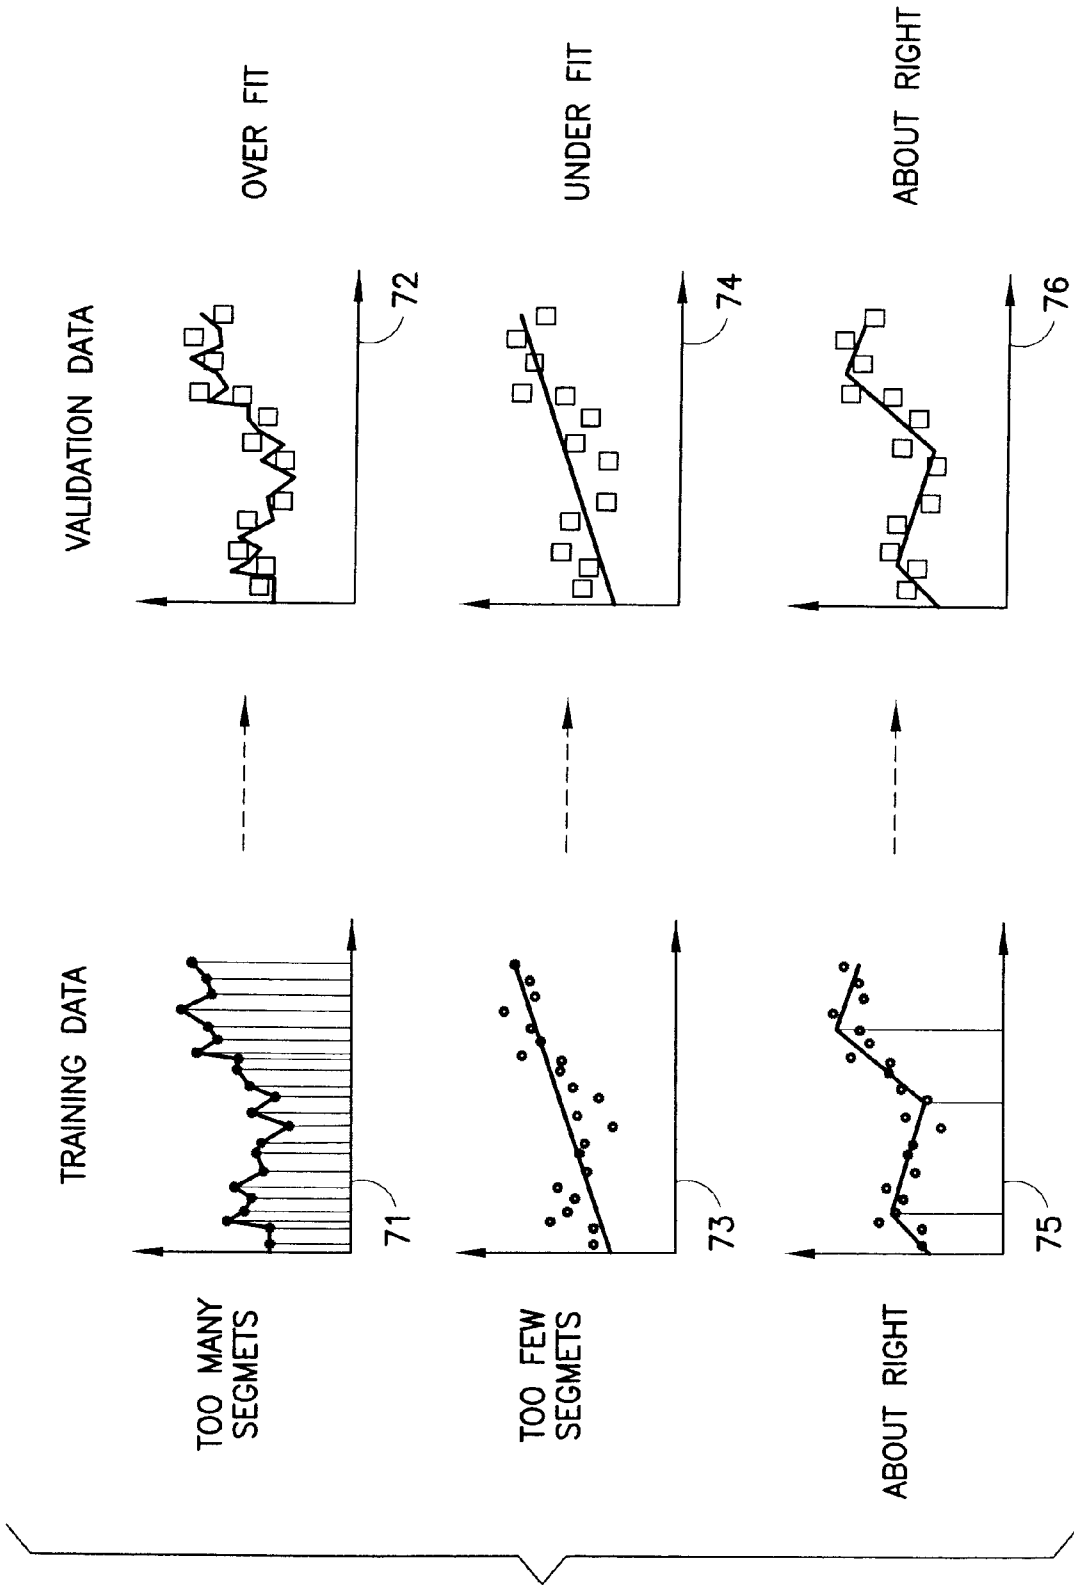 TRAINING DATA
VALIDATION DATA
TOO MANY
SEGMETS
71
72
OVER FIT
TOO FEW
SEGMETS
73
74
UNDER FIT
ABOUT RIGHT
75
76
ABOUT RIGHT